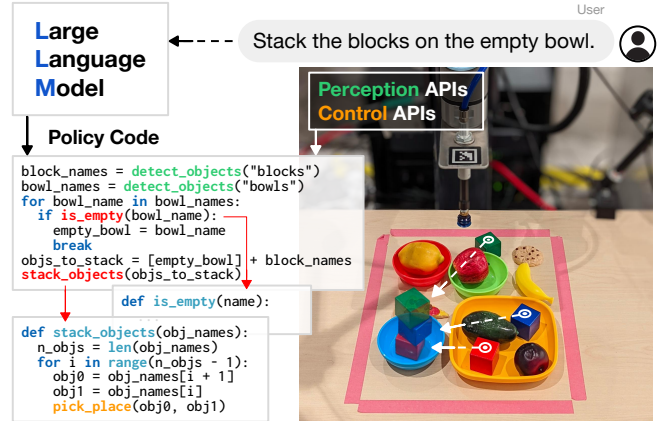 User
Large
Language
Model
Stack the blocks on the empty bowl.
Perception APIs
Control APIs
Policy Code
block_names = detect_objects("blocks")
bowl_names = detect_objects("bowls")
for bowl_name in bowl_names:
  if is_empty(bowl_name):
    empty_bowl = bowl_name
    break
objs_to_stack = [empty_bowl] + block_names
stack_objects(objs_to_stack)
def is_empty(name):
...
def stack_objects(obj_names):
  n_objs = len(obj_names)
  for i in range(n_objs - 1):
    obj0 = obj_names[i + 1]
    obj1 = obj_names[i]
    pick_place(obj0, obj1)